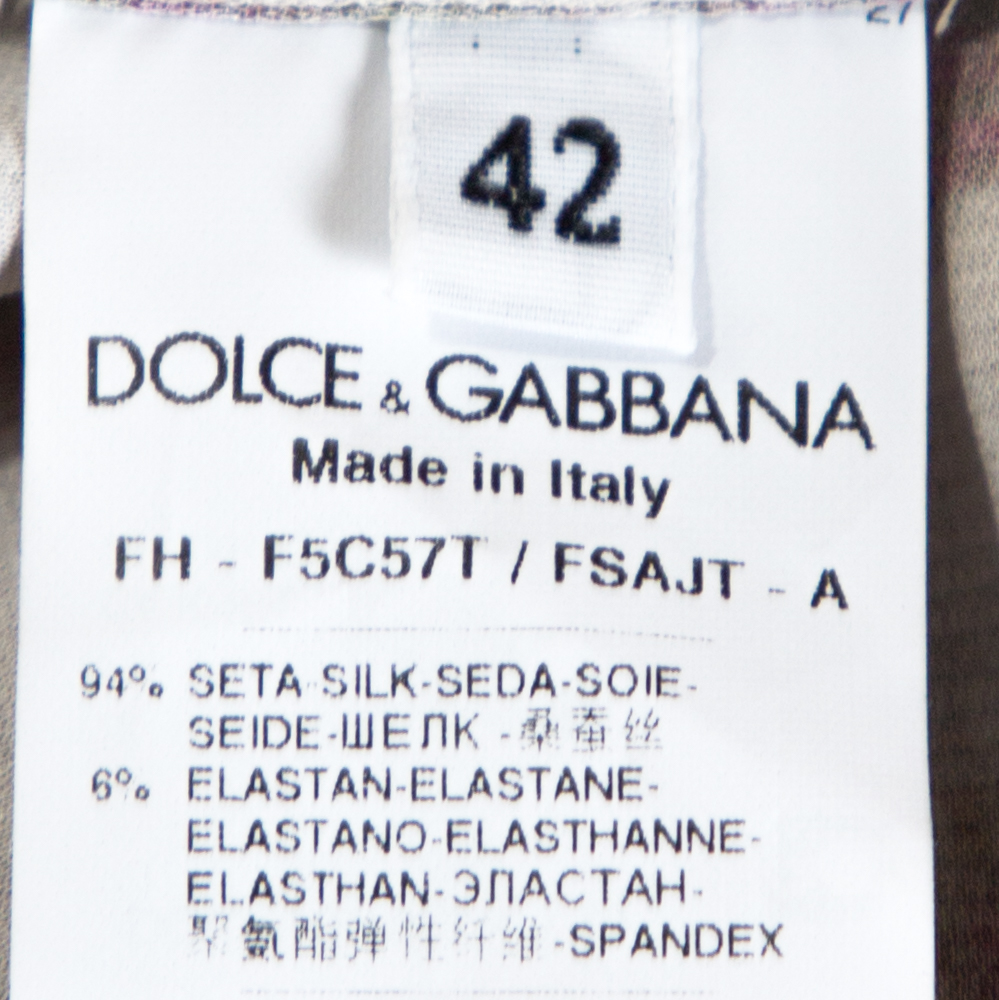 42
DOLCE & GABBANA
Made in Italy
FH - F5C57T / FSAJT - A
94% SETA-SILK-SEDA-SOIE-
SEIDE-ШЕЛК -桑蚕丝
6% ELASTAN-ELASTANE-
ELASTANO-ELASTHANNE-
ELASTHAN-ЭЛАСТАН-
聚氨酯弹性纤维-SPANDEX